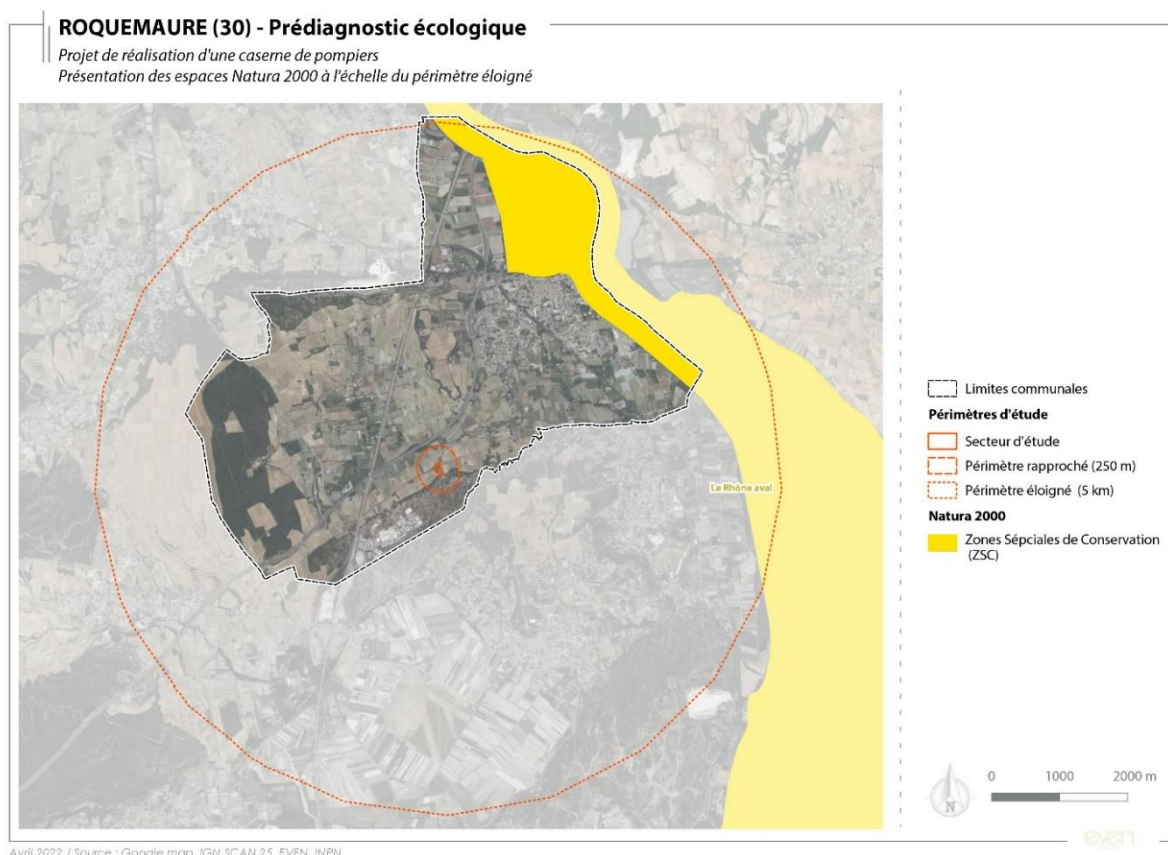 ROQUEMAURE (30) - Prédiagnostic écologique
Projet de réalisation d'une caserne de pompiers
Présentation des espaces Natura 2000 à l'échelle du périmètre éloigné
Le Rhône aval
Limites communales
Périmètres d'étude
Secteur d'étude
Périmètre rapproché (250 m)
Périmètre éloigné (5 km)
Natura 2000
Zones Sépciales de Conservation
(ZSC)
N
0 1000 2000 m
even
Avril 2022 / Source : Google map, IGN SCAN 25, EVEN, INPN